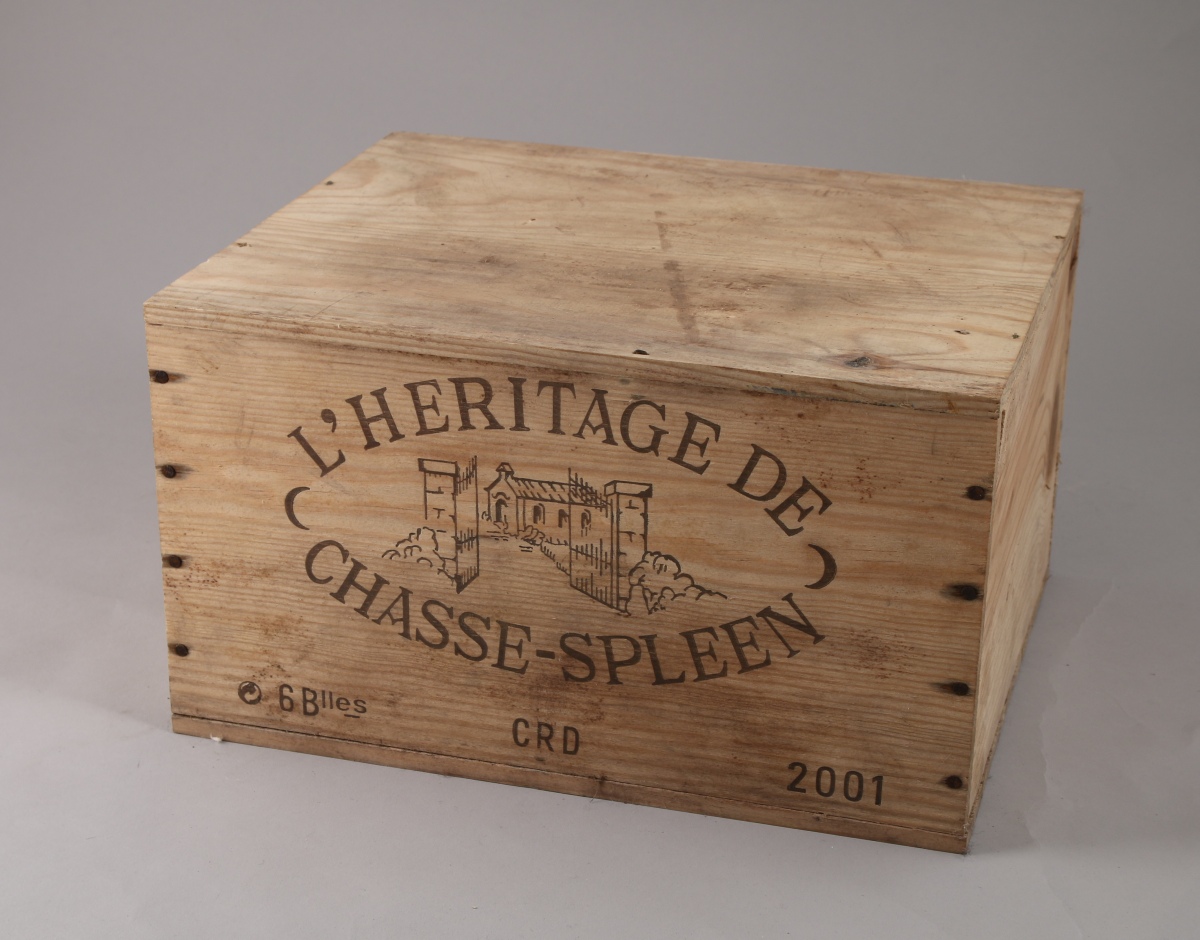 L'HERITAGE DE
CHASSE-SPLEEN
6 Blles
CRD
2001